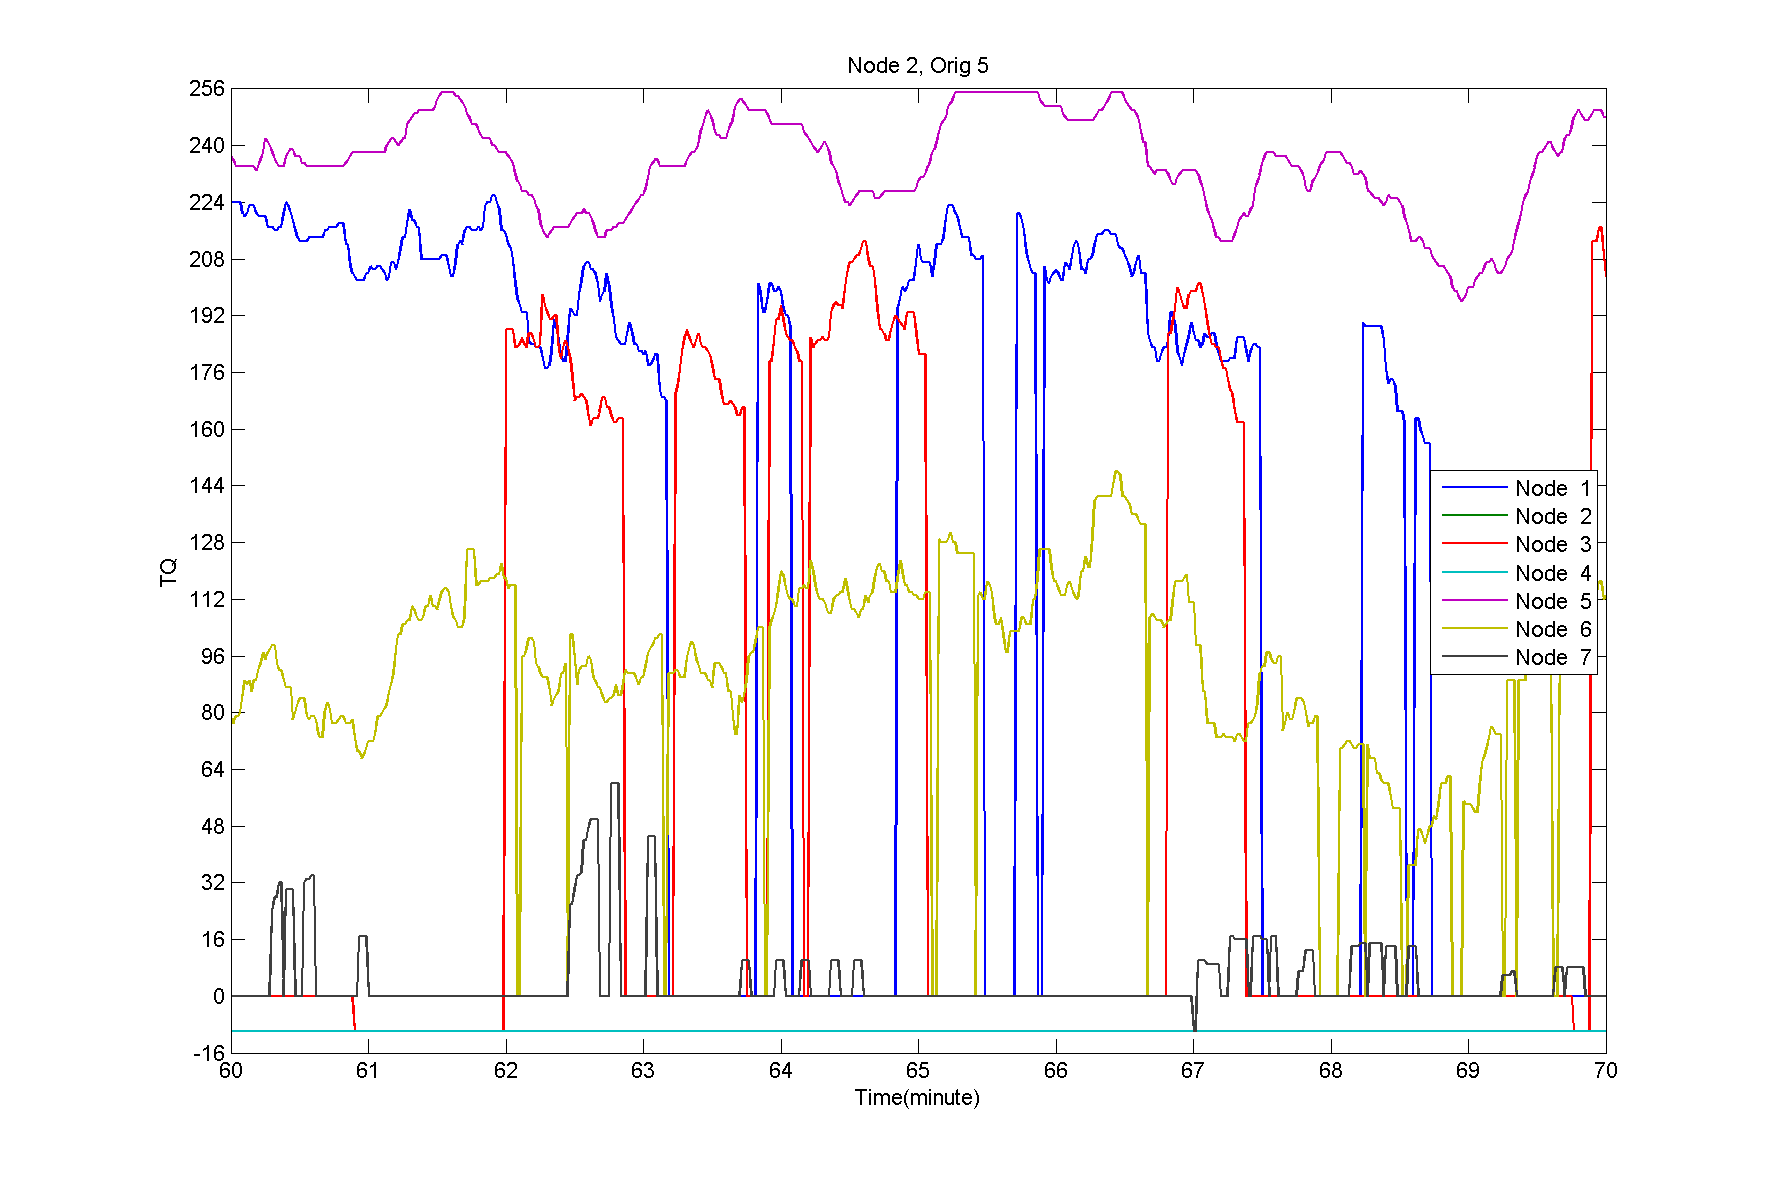 Node 2, Orig 5
256
240
224
208
192
176
160
144
128
112
96
80
64
48
32
16
0
-16
TQ
Node 1
Node 2
Node 3
Node 4
Node 5
Node 6
Node 7
60 61 62 63 64 65 66 67 68 69 70
Time(minute)